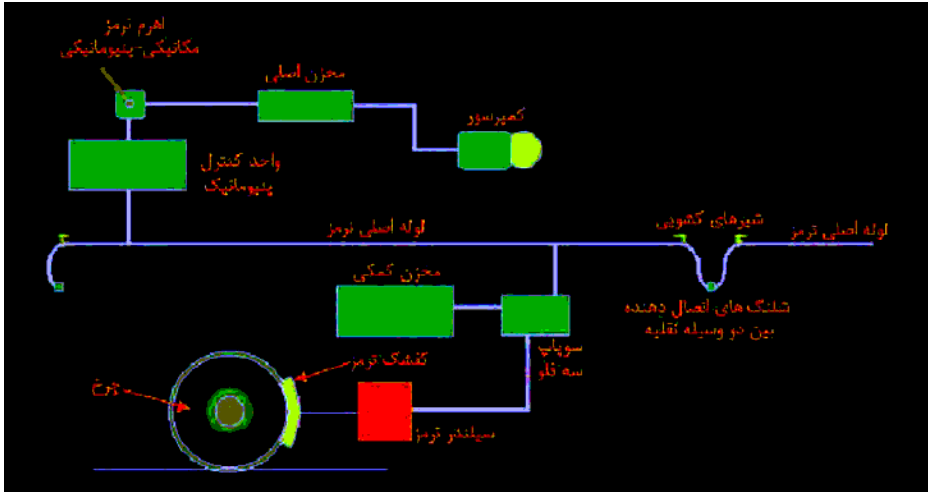 اهرم ترمز
مکانیکی-پنیوماتیکی
مخزن اصلی
کمپرسور
واحد کنترل
پنیوماتیک
لوله اصلی ترمز
شیرهای کشویی
لوله اصلی ترمز
مخزن کمکی
شلنگ های اتصال دهنده
بین دو وسیله نقلیه
سوپاپ
سه قلو
کفشک ترمز
چرخ
سیلندر ترمز